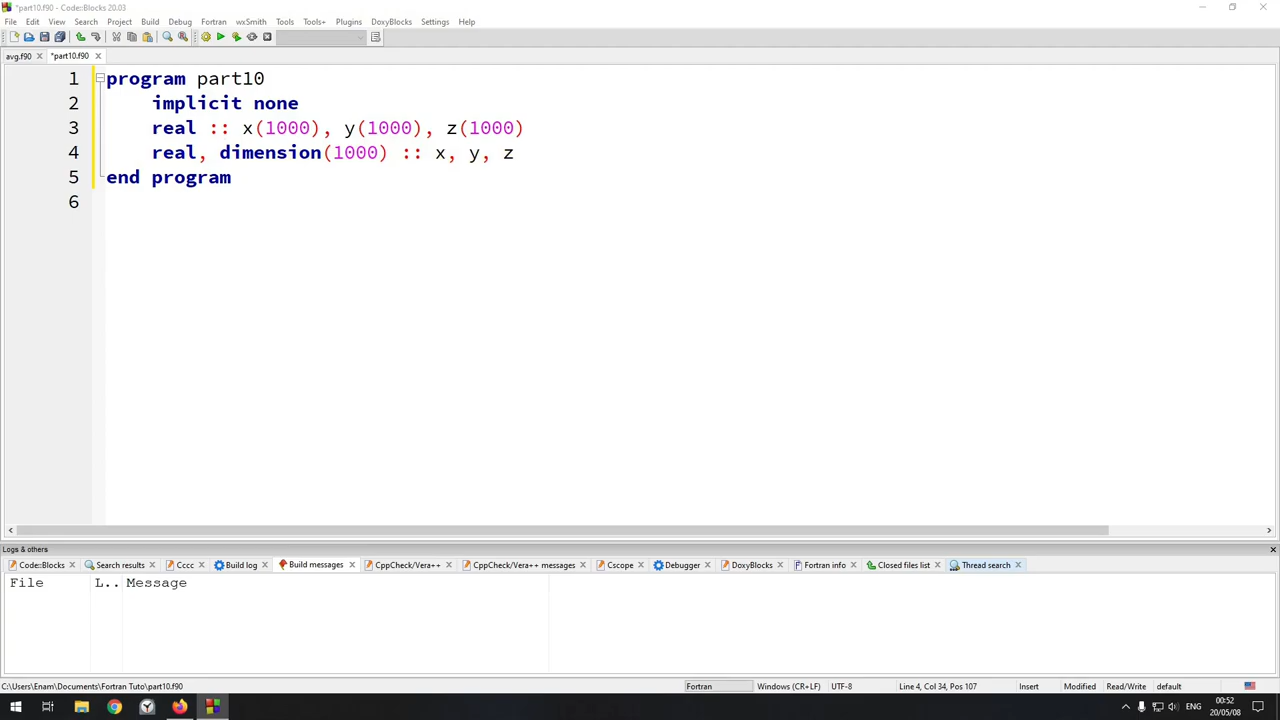 *part10.f90 - Code::Blocks 20.03
File Edit View Search Project Build Debug Fortran wxSmith Tools Tools+ Plugins DoxyBlocks Settings Help
avg.f90 *part10.f90
1 program part10
2 implicit none
3 real :: x(1000), y(1000), z(1000)
4 real, dimension(1000) :: x, y, z
5 end program
6
Logs & others
Code::Blocks Search results Cccc Build log Build messages CppCheck/Vera++ CppCheck/Vera++ messages Cscope Debugger DoxyBlocks Fortran info Closed files list Thread search
File L.. Message
C:\Users\Enam\Documents\Fortran Tuto\part10.f90 Fortran Windows (CR+LF) UTF-8 Line 4, Col 34, Pos 107 Insert Modified Read/Write default
ENG 00:52
20/05/08